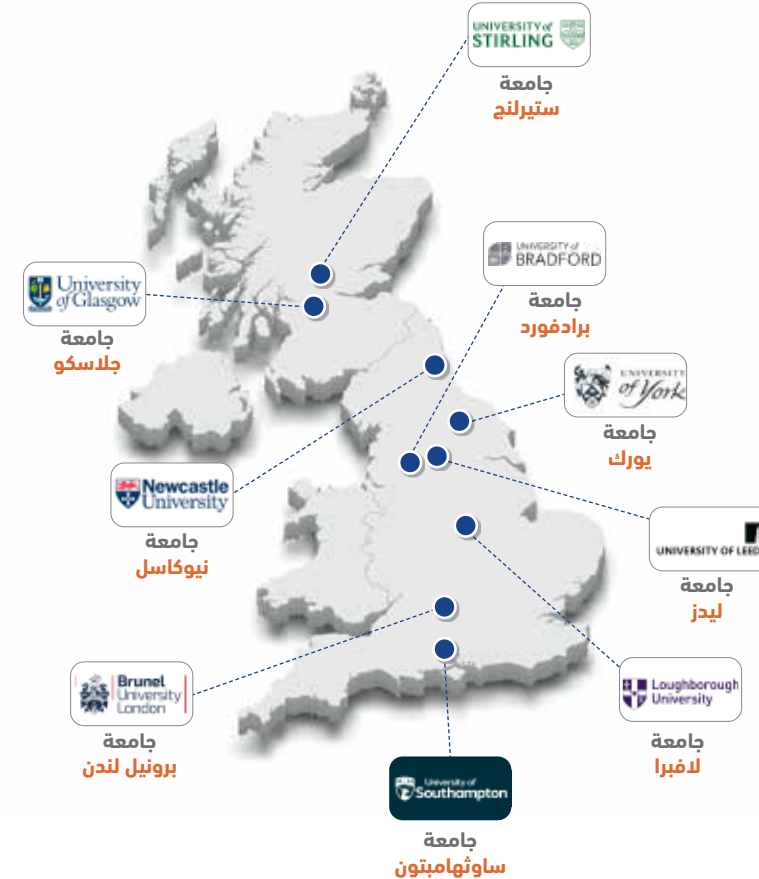 UNIVERSITY of
STIRLING
جامعة
ستيرلنج
UNIVERSITY of
BRADFORD
جامعة
برادفورد
University
of Glasgow
جامعة
جلاسكو
UNIVERSITY
of York
جامعة
يورك
Newcastle
University
جامعة
نيوكاسل
UNIVERSITY OF LEED
جامعة
ليدز
Brunel
University
London
جامعة
برونيل لندن
Loughborough
University
جامعة
لافبرا
University of
Southampton
جامعة
ساوثهامبتون